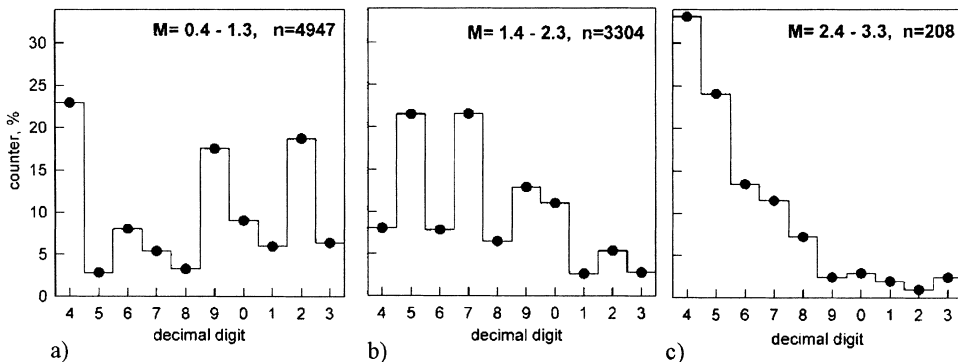 M= 0.4 - 1.3, n=4947
M= 1.4 - 2.3, n=3304
M= 2.4 - 3.3, n=208
counter, %
30
25
20
15
10
5
0
4 5 6 7 8 9 0 1 2 3
4 5 6 7 8 9 0 1 2 3
4 5 6 7 8 9 0 1 2 3
decimal digit
decimal digit
decimal digit
a)
b)
c)